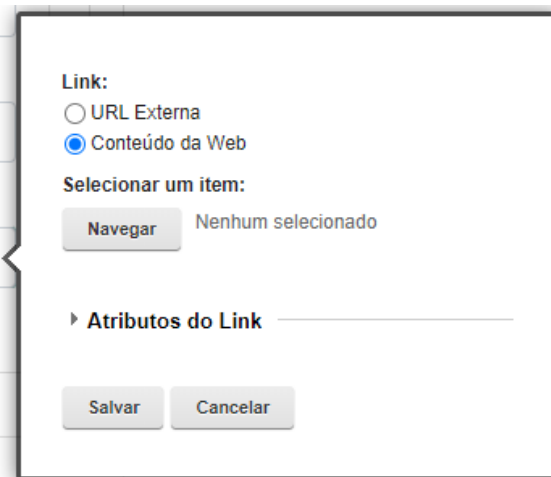 Link:
URL Externa
Conteúdo da Web
Selecionar um item:
Navegar Nenhum selecionado
Atributos do Link
Salvar Cancelar